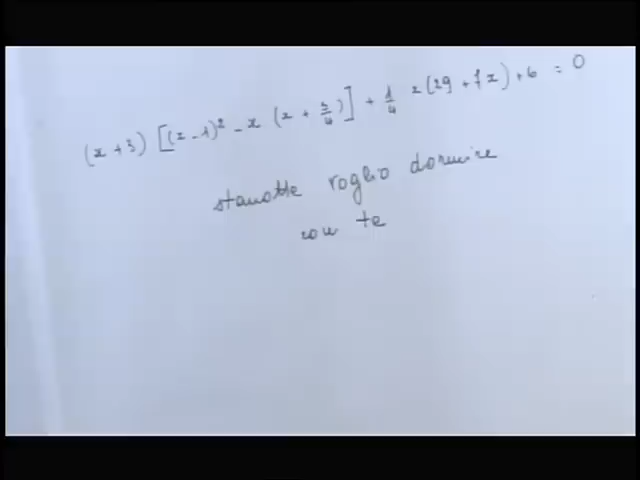 (x+3) [(x-1)² - x (x + 3/4)] + 1/4 x (29 + 7x) + 6 = 0
stanotte voglio dormire
con te